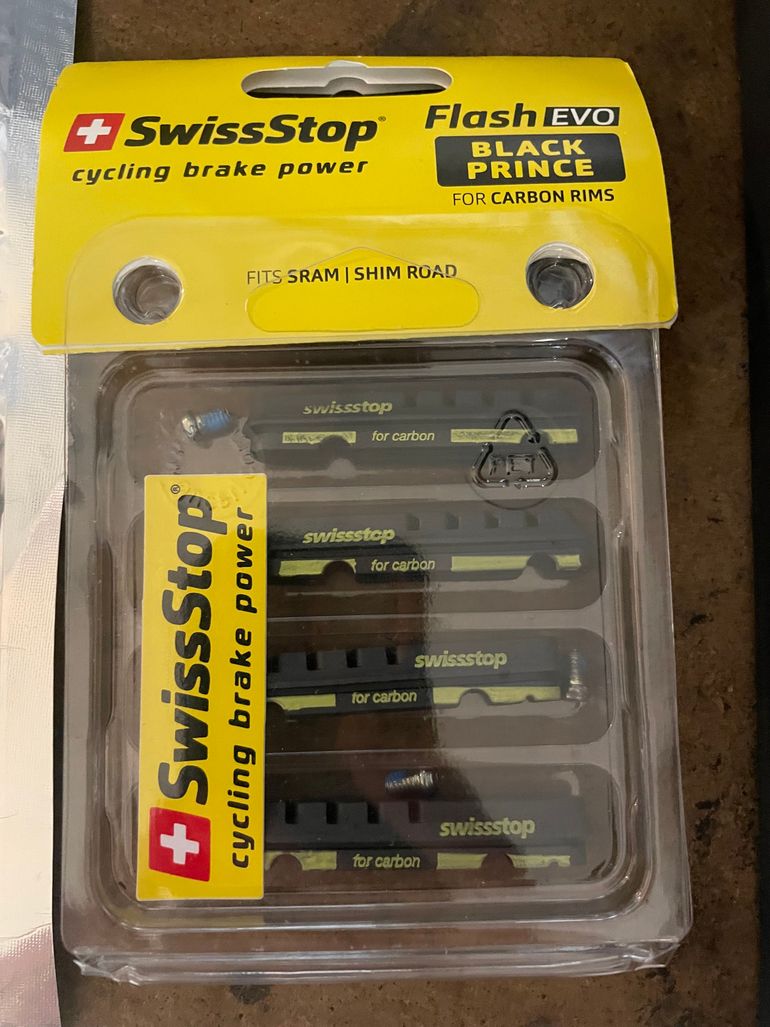 SwissStop®
cycling brake power
Flash EVO
BLACK
PRINCE
FOR CARBON RIMS
FITS SRAM | SHIM ROAD
swissstop
for carbon
swissstop
for carbon
swissstop
for carbon
swissstop
for carbon
SwissStop®
cycling brake power